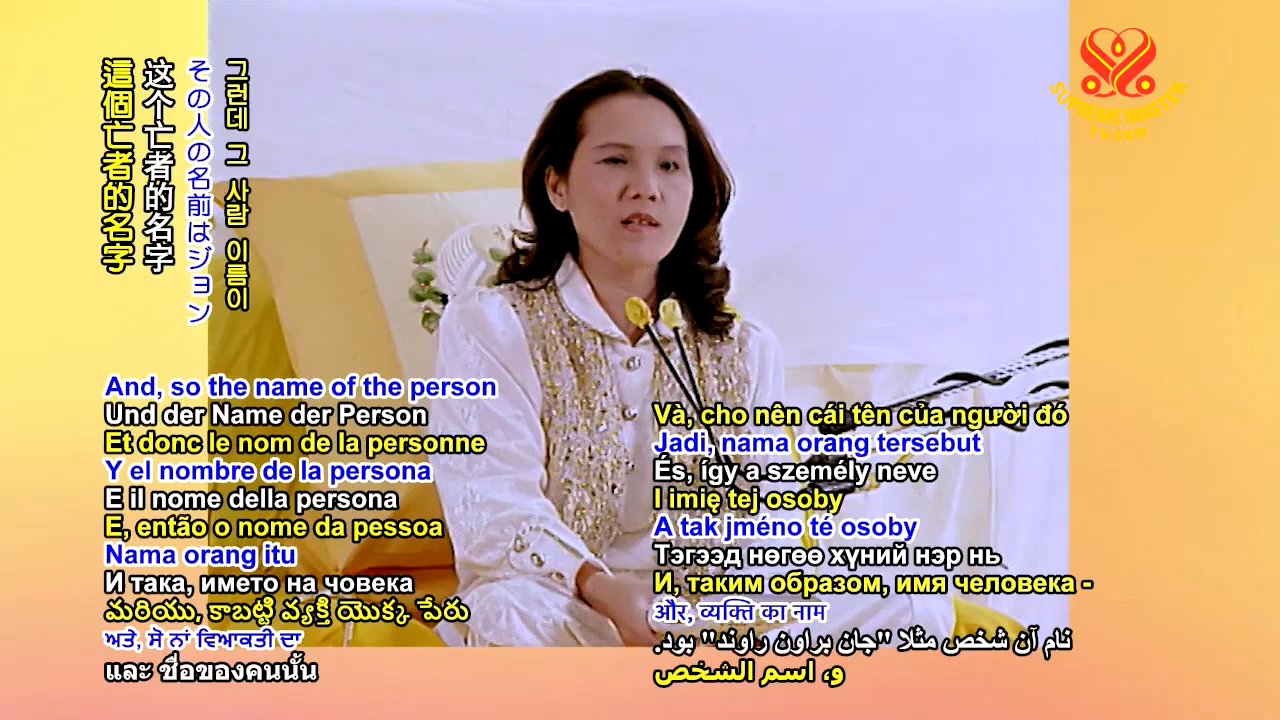 그런데 그 사람 이름이
その人の名前はジョン
这个亡者的名字
這個亡者的名字
SUPREME MASTER
TV.com
And, so the name of the person
Und der Name der Person
Et donc le nom de la personne
Y el nombre de la persona
E il nome della persona
E, então o nome da pessoa
Nama orang itu
И така, името на човека
మరియు, కాబట్టి వ్యక్తి యొక్క పేరు
ਅਤੇ, ਸੋ ਨਾਂ ਵਿਆਕਤੀ ਦਾ
และ ชื่อของคนนั้น
Và, cho nên cái tên của người đó
Jadi, nama orang tersebut
És, így a személy neve
I imię tej osoby
A tak jméno té osoby
Тэгээд нөгөө хүний нэр нь
И, таким образом, имя человека -
और, व्यक्ति का नाम
نام آن شخص مثلا "جان براون راوند" بود.
و، اسم الشخص